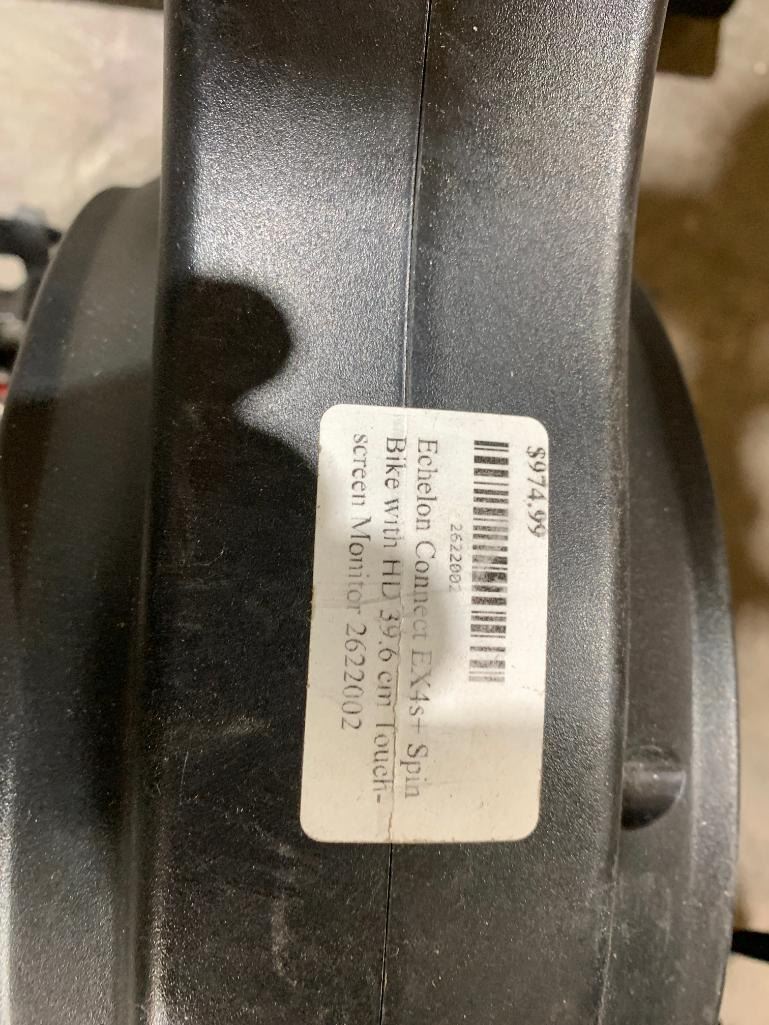 $974.99
2622002
Echelon Connect EX4s+ Spin
Bike with HD 39.6 cm Touch-
screen Monitor 2622002